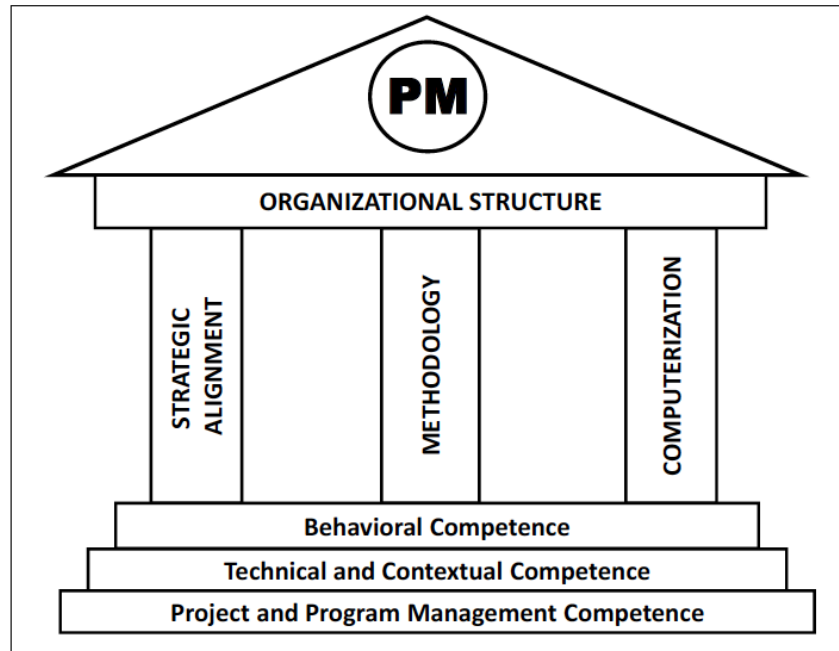 PM
ORGANIZATIONAL STRUCTURE
STRATEGIC
ALIGNMENT
METHODOLOGY
COMPUTERIZATION
Behavioral Competence
Technical and Contextual Competence
Project and Program Management Competence